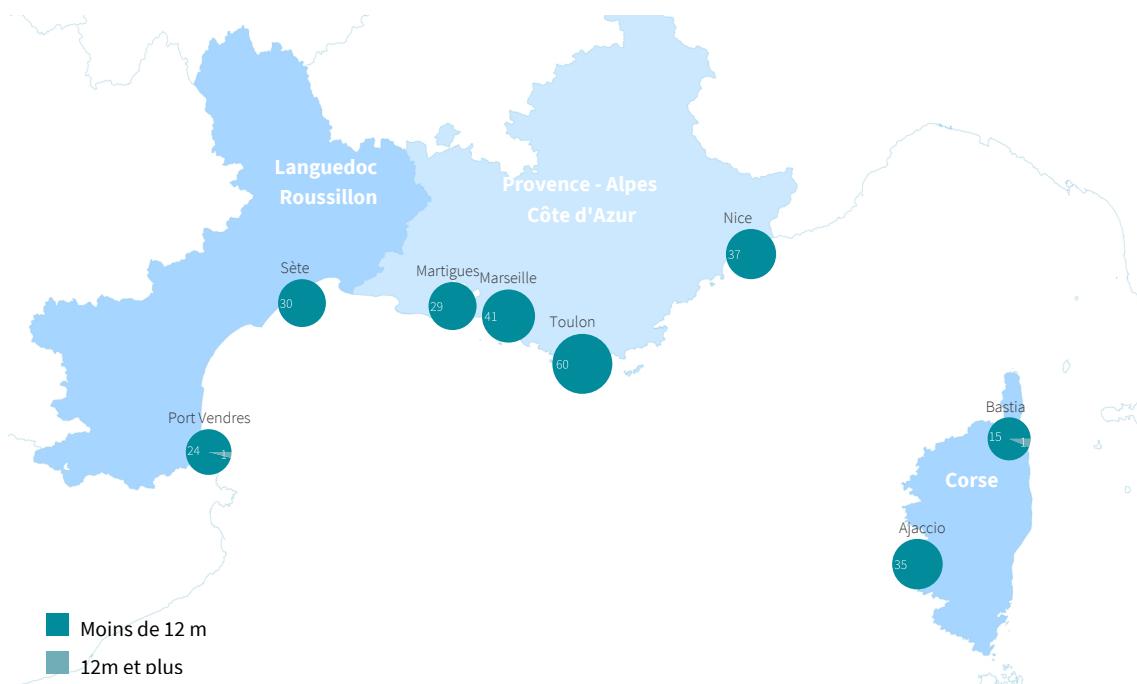 Languedoc
Roussillon
Provence - Alpes
Côte d'Azur
Nice
37
Sète
30
Martigues
29
Marseille
41
Toulon
60
Port Vendres
24
1
Bastia
15
1
Corse
Ajaccio
35
Moins de 12 m
12m et plus